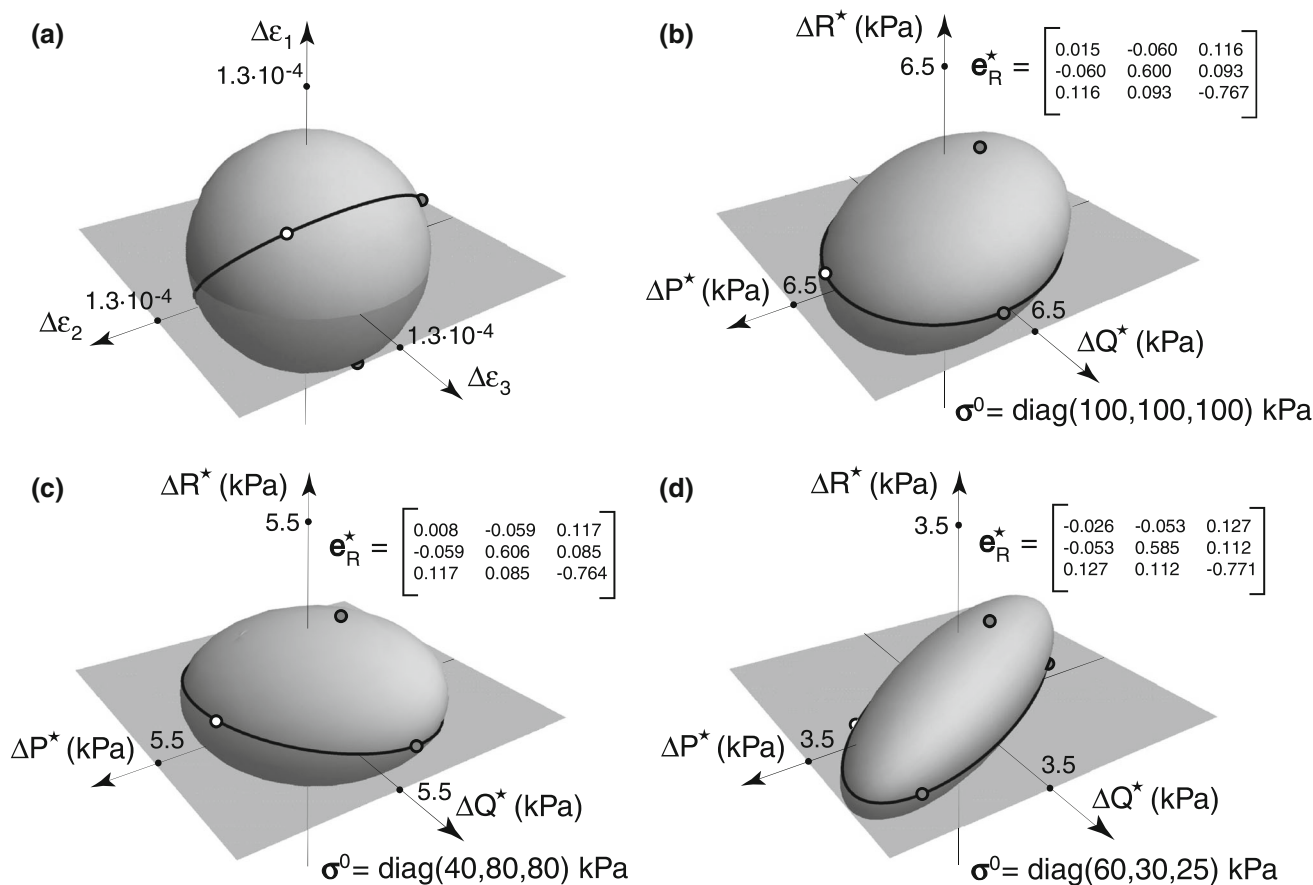 (a)
Δε₁
1.3·10⁻⁴
1.3·10⁻⁴
Δε₂
1.3·10⁻⁴
Δε₃
(b)
ΔR★ (kPa)
6.5
e★R =
0.015 -0.060 0.116
-0.060 0.600 0.093
0.116 0.093 -0.767
ΔP★ (kPa)
6.5
6.5
ΔQ★ (kPa)
σ⁰= diag(100,100,100) kPa
(c)
ΔR★ (kPa)
5.5
e★R =
0.008 -0.059 0.117
-0.059 0.606 0.085
0.117 0.085 -0.764
ΔP★ (kPa)
5.5
5.5
ΔQ★ (kPa)
σ⁰= diag(40,80,80) kPa
(d)
ΔR★ (kPa)
3.5
e★R =
-0.026 -0.053 0.127
-0.053 0.585 0.112
0.127 0.112 -0.771
ΔP★ (kPa)
3.5
3.5
ΔQ★ (kPa)
σ⁰= diag(60,30,25) kPa